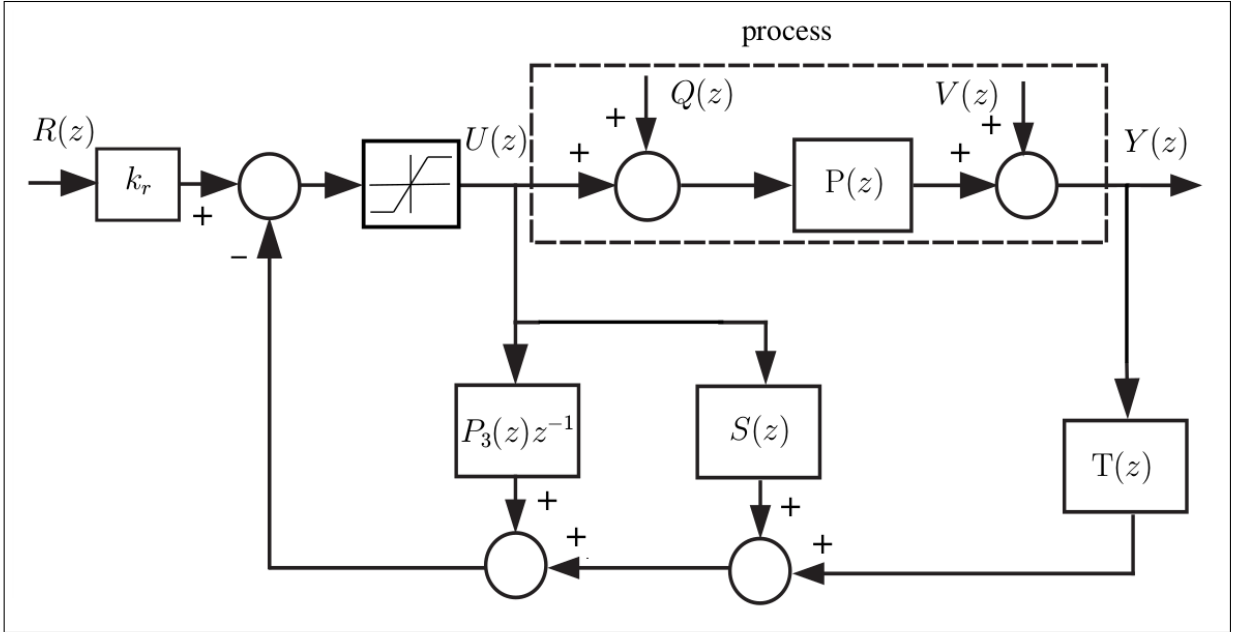 process
Q(z)
V(z)
R(z)
U(z)
Y(z)
k_r
P(z)
+
+
+
+
+
−
P_3(z)z^{-1}
S(z)
T(z)
+
+
+
+